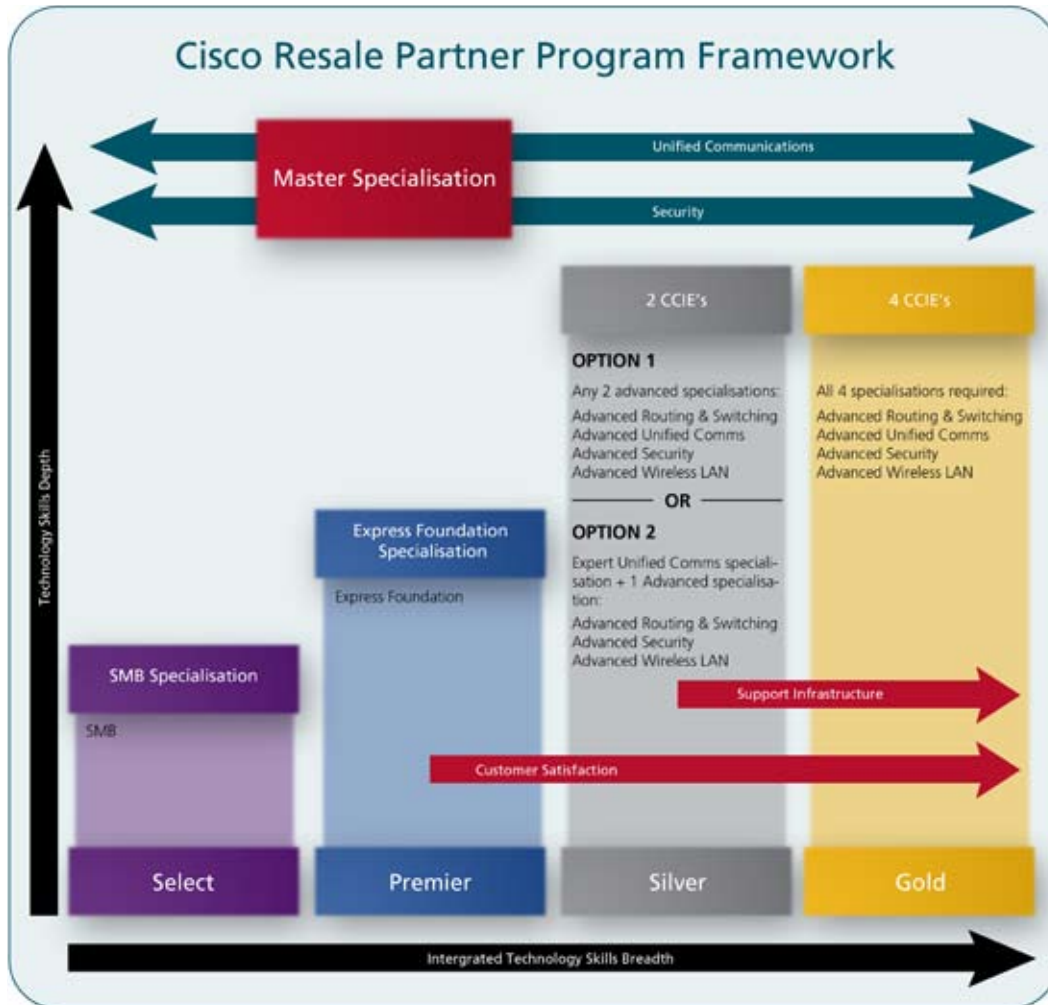 Cisco Resale Partner Program Framework
Unified Communications
Master Specialisation
Security
Technology Skills Depth
2 CCIE's
OPTION 1
Any 2 advanced specialisations:
Advanced Routing & Switching
Advanced Unified Comms
Advanced Security
Advanced Wireless LAN
OR
OPTION 2
Expert Unified Comms speciali-
sation + 1 Advanced specialisa-
tion:
Advanced Routing & Switching
Advanced Security
Advanced Wireless LAN
4 CCIE's
All 4 specialisations required:
Advanced Routing & Switching
Advanced Unified Comms
Advanced Security
Advanced Wireless LAN
Express Foundation
Specialisation
Express Foundation
SMB Specialisation
SMB
Support Infrastructure
Customer Satisfaction
Select
Premier
Silver
Gold
Intergrated Technology Skills Breadth